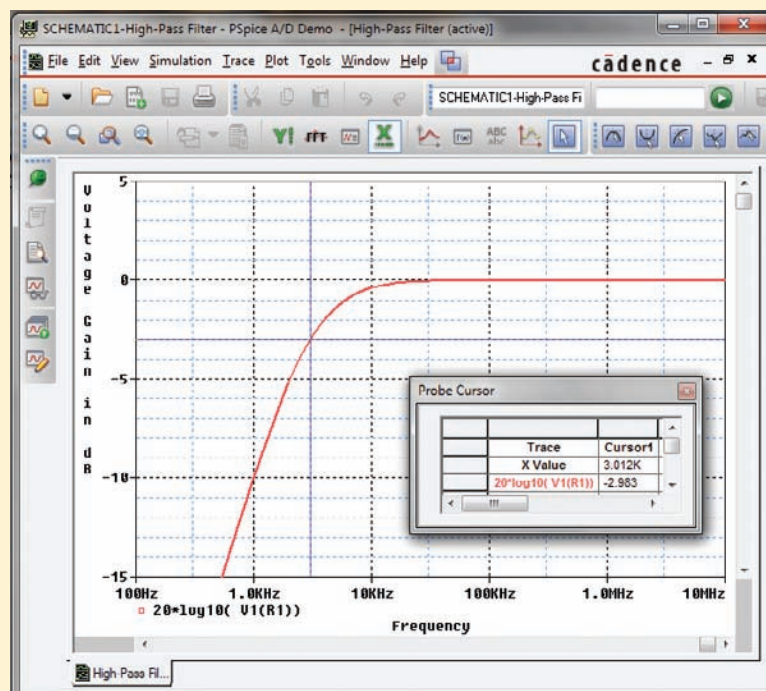 SCHEMATIC1-High-Pass Filter - PSpice A/D Demo - [High-Pass Filter (active)]
File Edit View Simulation Trace Plot Tools Window Help
cādence
SCHEMATIC1-High-Pass Fi
ABC
abc
Voltage Gain in dB
5
0
-5
-10
-15
100Hz 1.0KHz 10KHz 100KHz 1.0MHz 10MHz
20*log10( V1(R1))
Frequency
Probe Cursor
Trace Cursor1
X Value 3.012K
20*log10( V1(R1)) -2.983
High-Pass Fil...